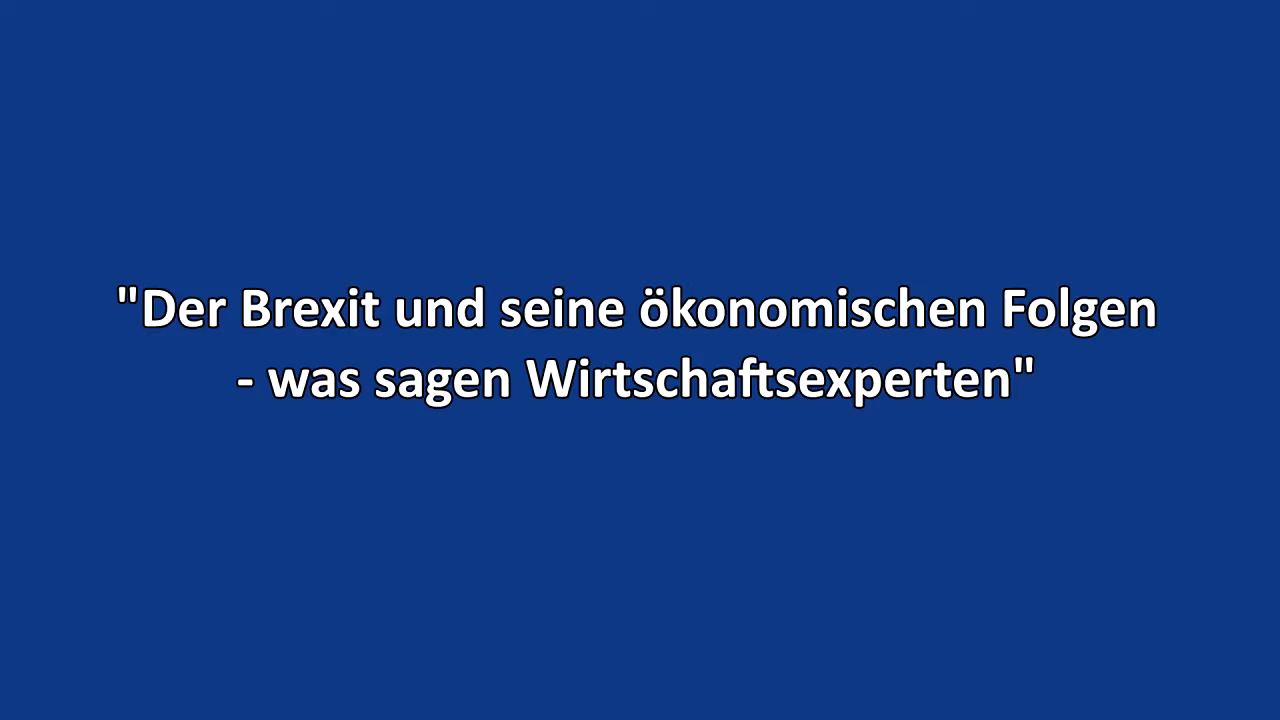 "Der Brexit und seine ökonomischen Folgen
- was sagen Wirtschaftsexperten"